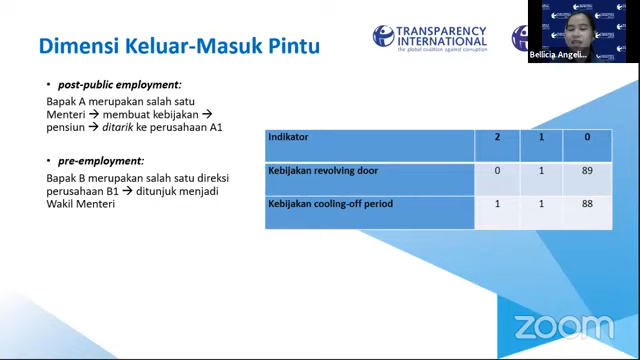 Dimensi Keluar-Masuk Pintu
TRANSPARENCY
INTERNATIONAL
the global coalition against corruption
Bellicia Angeli...
• post-public employment:
Bapak A merupakan salah satu
Menteri → membuat kebijakan →
pensiun → ditarik ke perusahaan A1
• pre-employment:
Bapak B merupakan salah satu direksi
perusahaan B1 → ditunjuk menjadi
Wakil Menteri
Indikator 2 1 0
Kebijakan revolving door 0 1 89
Kebijakan cooling-off period 1 1 88
zoom